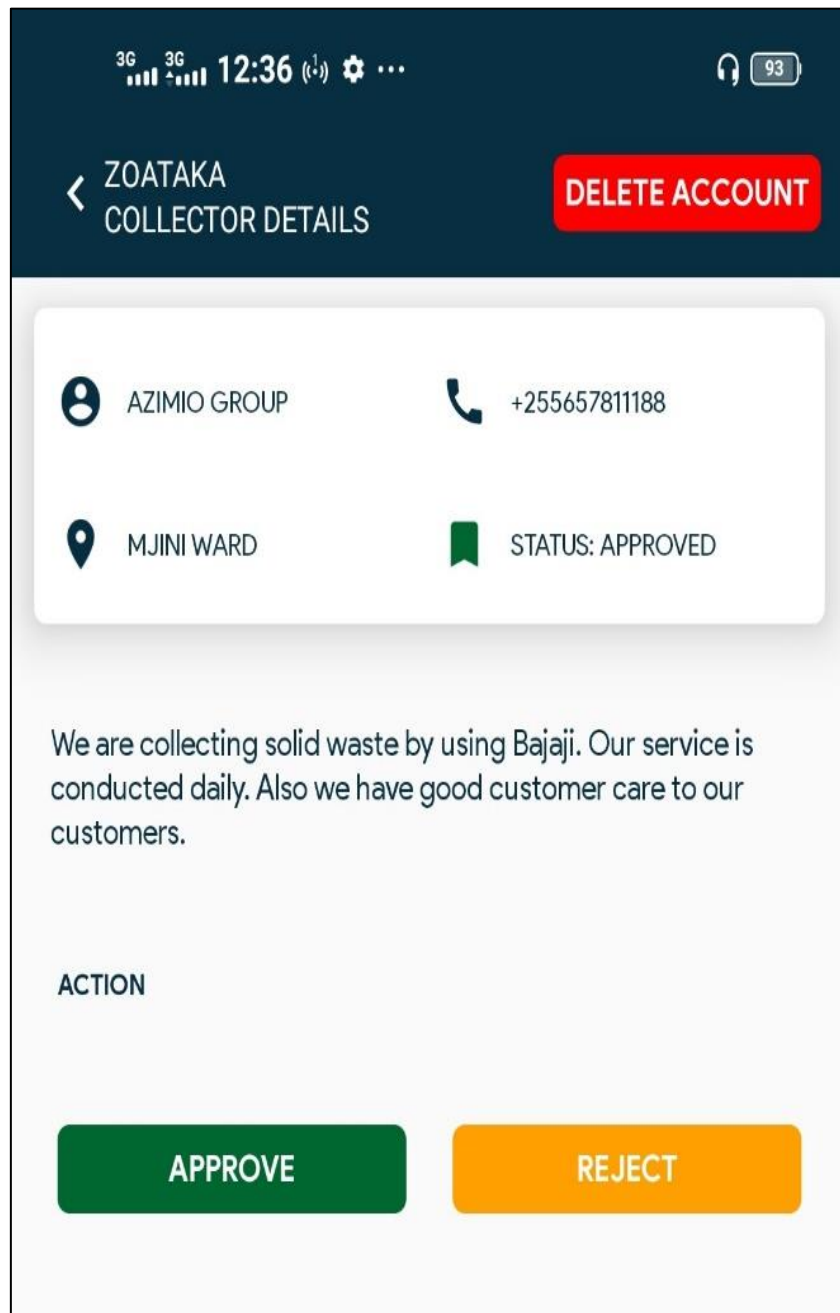 3G 3G 12:36 93
ZOATAKA
COLLECTOR DETAILS
DELETE ACCOUNT
AZIMIO GROUP
+255657811188
MJINI WARD
STATUS: APPROVED
We are collecting solid waste by using Bajaji. Our service is
conducted daily. Also we have good customer care to our
customers.
ACTION
APPROVE
REJECT